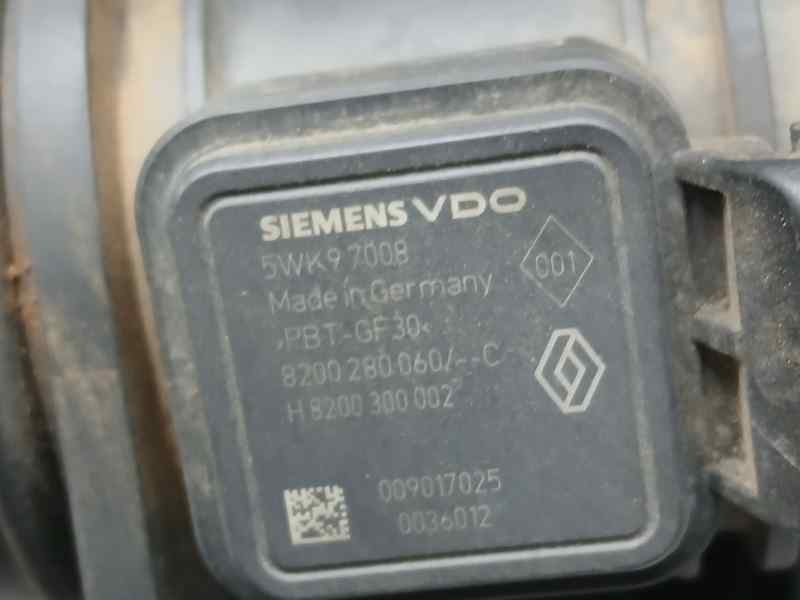 SIEMENS VDO
5WK9 7008
001
Made in Germany
›PBT-GF30‹
8200 280 060/--C
H 8200 300 002
009017025
0036012